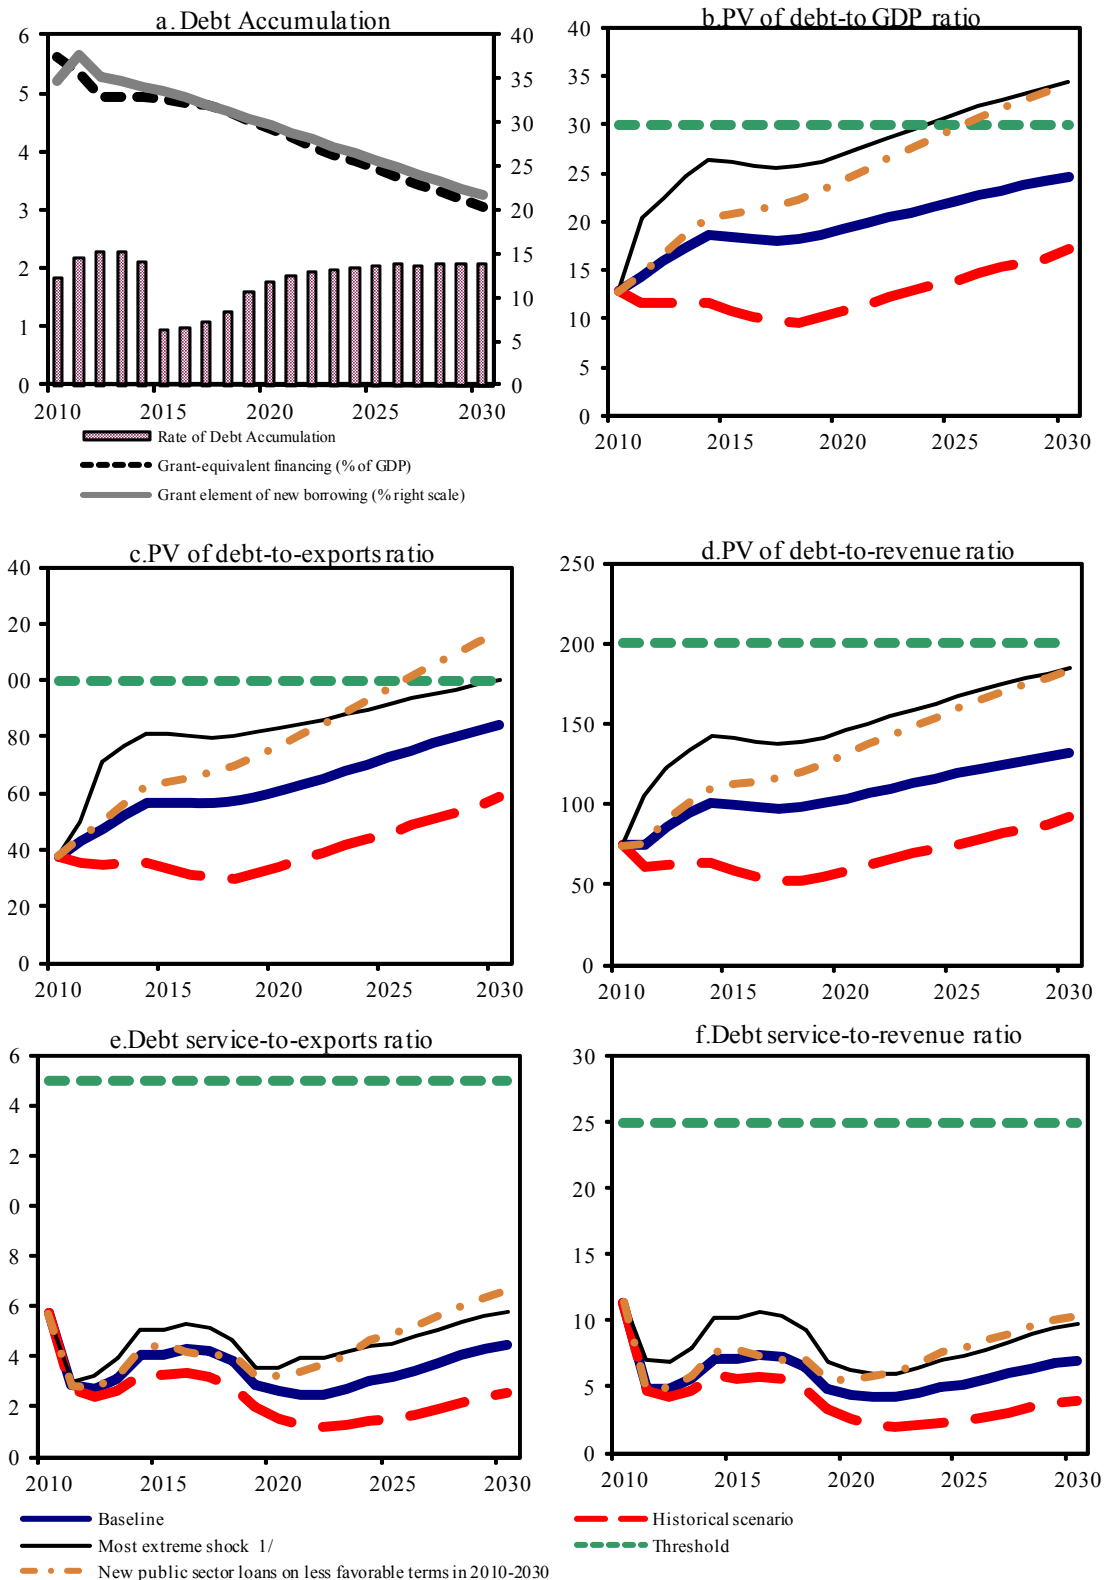 a. Debt Accumulation
6 5 4 3 2 1 0
40 35 30 25 20 15 10 5 0
2010 2015 2020 2025 2030
Rate of Debt Accumulation
Grant-equivalent financing (% of GDP)
Grant element of new borrowing (% right scale)
b.PV of debt-to GDP ratio
40 35 30 25 20 15 10 5 0
2010 2015 2020 2025 2030
c.PV of debt-to-exports ratio
40 20 00 80 60 40 20 0
2010 2015 2020 2025 2030
d.PV of debt-to-revenue ratio
250 200 150 100 50 0
2010 2015 2020 2025 2030
e.Debt service-to-exports ratio
6 4 2 0 8 6 4 2 0
2010 2015 2020 2025 2030
f.Debt service-to-revenue ratio
30 25 20 15 10 5 0
2010 2015 2020 2025 2030
Baseline
Most extreme shock 1/
New public sector loans on less favorable terms in 2010-2030
Historical scenario
Threshold